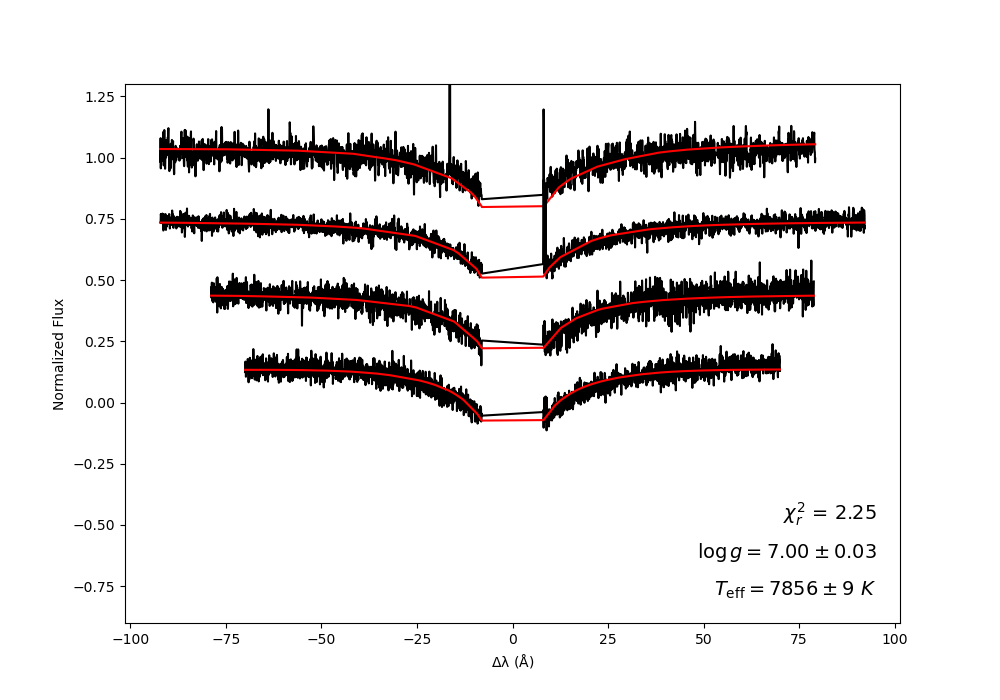 1.25
1.00
0.75
0.50
0.25
0.00
−0.25
−0.50
−0.75
Normalized Flux
χ²ᵣ = 2.25
log g = 7.00 ± 0.03
T_eff = 7856 ± 9 K
−100 −75 −50 −25 0 25 50 75 100
Δλ (Å)